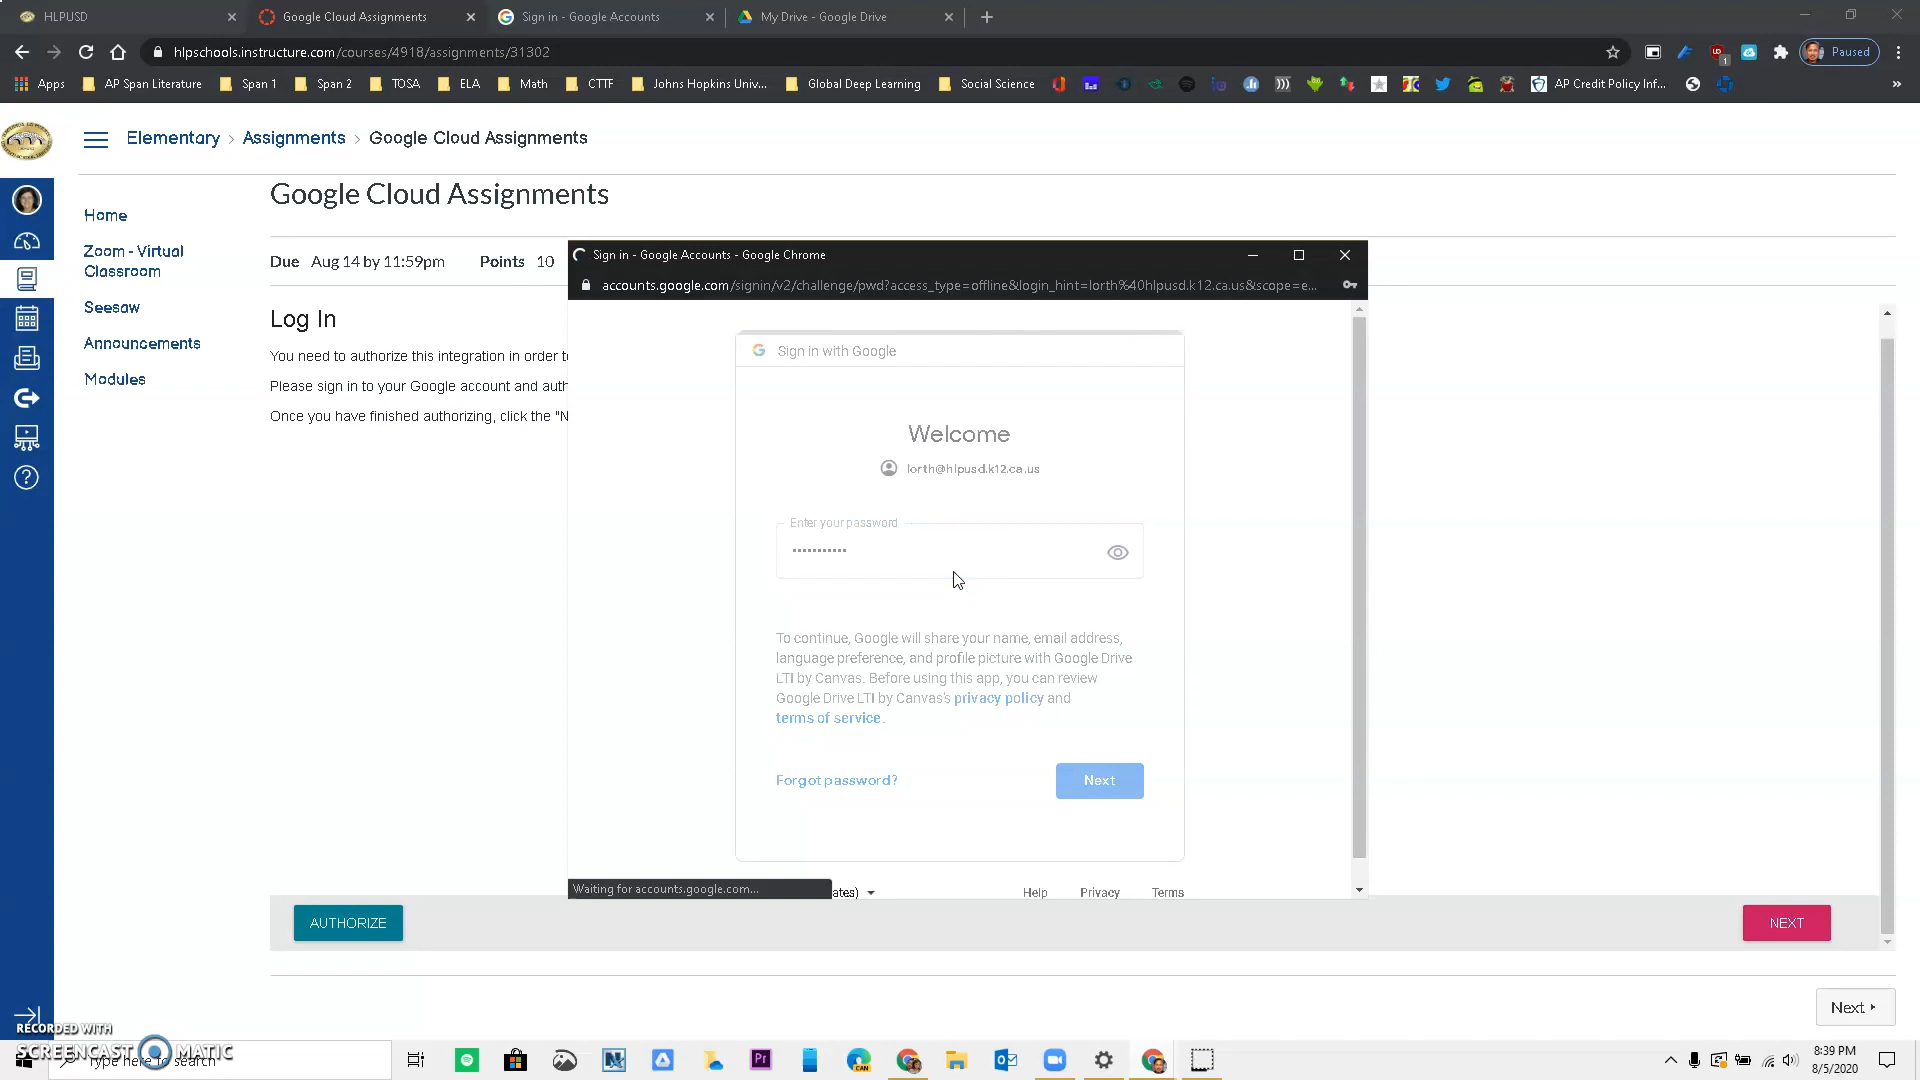 HLPUSD
Google Cloud Assignments
Sign in - Google Accounts
My Drive - Google Drive
hlpschools.instructure.com/courses/4918/assignments/31302
Paused
Apps
AP Span Literature
Span 1
Span 2
TOSA
ELA
Math
CTTF
Johns Hopkins Univ...
Global Deep Learning
Social Science
AP Credit Policy Inf...
Elementary › Assignments › Google Cloud Assignments
Google Cloud Assignments
Home
Zoom - Virtual
Classroom
Seesaw
Announcements
Modules
Due Aug 14 by 11:59pm Points 10
Log In
You need to authorize this integration in order to
Please sign in to your Google account and auth
Once you have finished authorizing, click the "N
Sign in - Google Accounts - Google Chrome
accounts.google.com/signin/v2/challenge/pwd?access_type=offline&login_hint=lorth%40hlpusd.k12.ca.us&scope=e...
Sign in with Google
Welcome
lorth@hlpusd.k12.ca.us
Enter your password
•••••••••••
To continue, Google will share your name, email address,
language preference, and profile picture with Google Drive
LTI by Canvas. Before using this app, you can review
Google Drive LTI by Canvas's privacy policy and
terms of service.
Forgot password?
Next
Waiting for accounts.google.com...
ates)
Help
Privacy
Terms
AUTHORIZE
NEXT
Next
RECORDED WITH
SCREENCAST MATIC
Type here to search
8:39 PM
8/5/2020